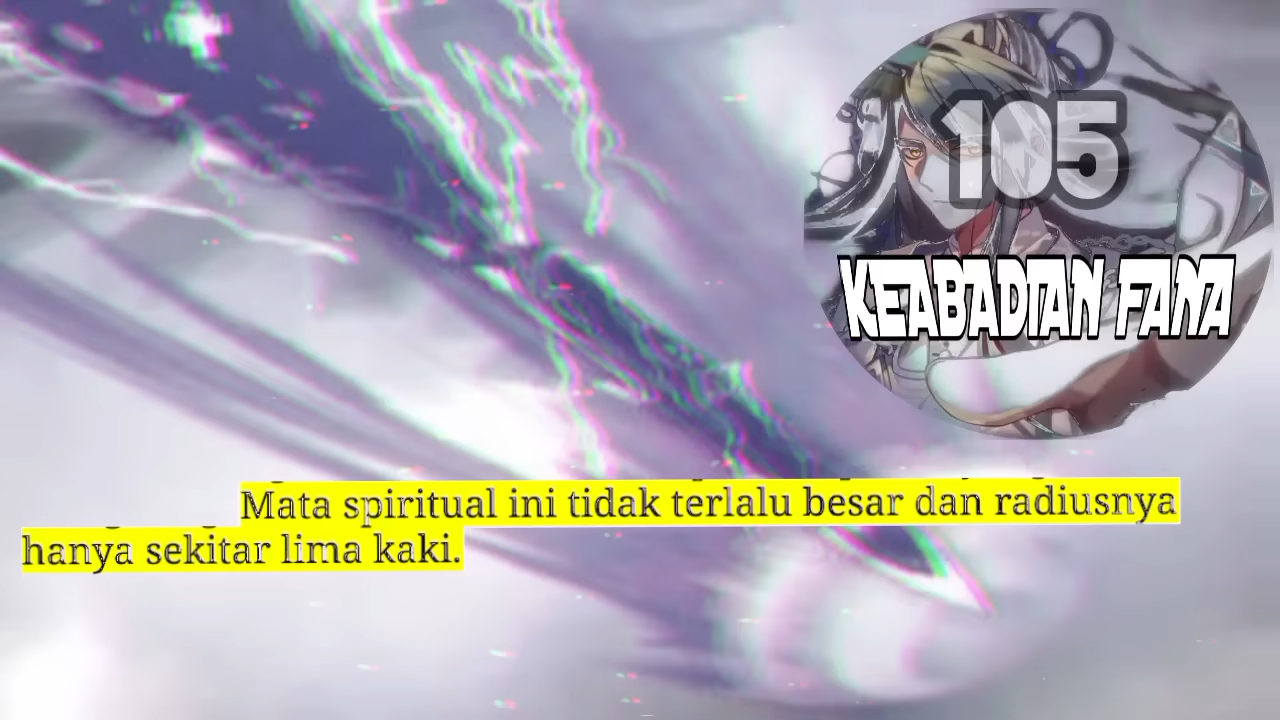 105
KEABADIAN FANA
Mata spiritual ini tidak terlalu besar dan radiusnya
hanya sekitar lima kaki.